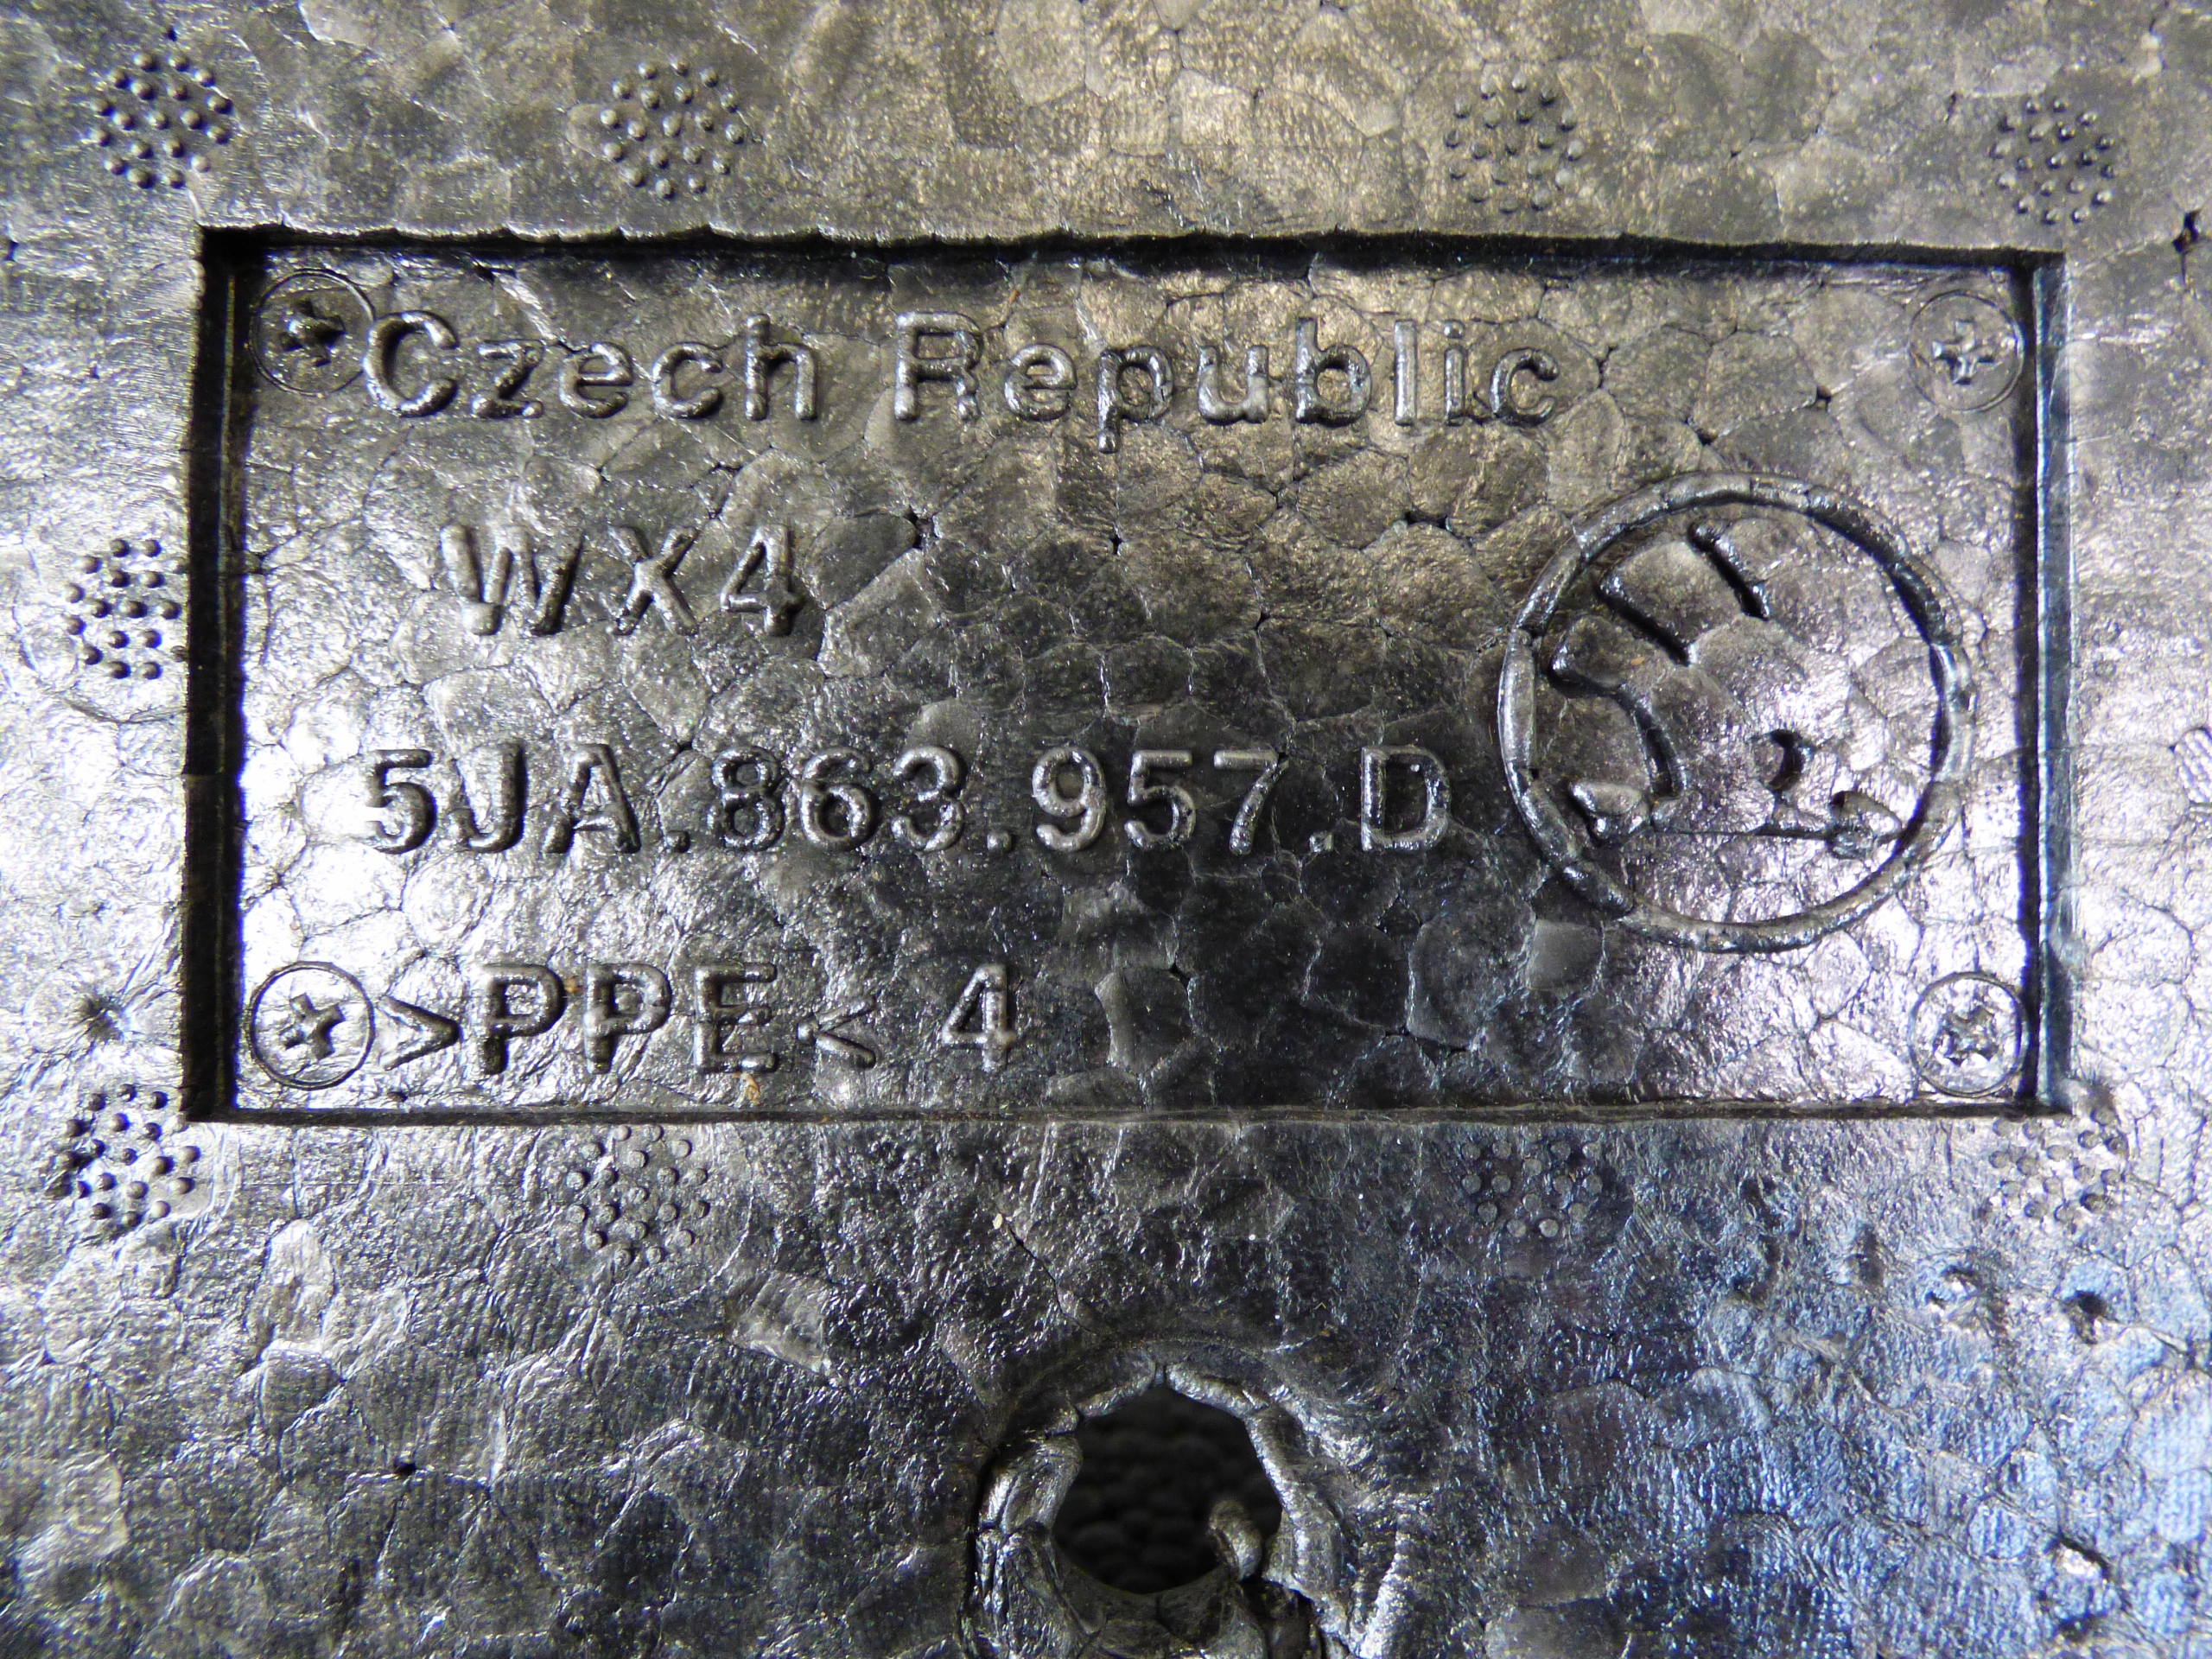 Czech Republic
WX4
5JA.863.957.D
>PPE< 4